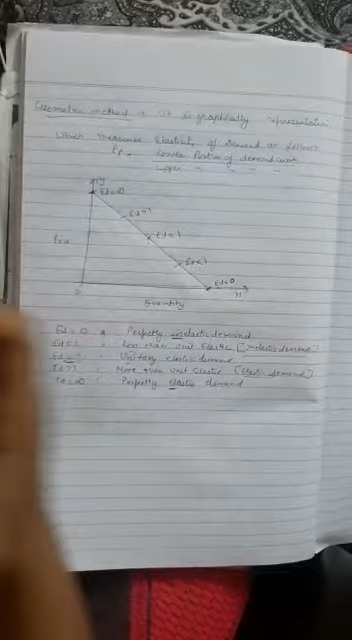 Geometric method : It is graphically representation
Which measures Elasticity of demand as follows
Ep = Lower Portion of demand curve
Upper " " " "
y
Ed=∞
Ed>1
Ed=1
Ed<1
Ed=0
Price
0
x
Quantity
Ed = 0 : Perfectly inelastic demand
Ed < 1 : Less than unit Elastic [Inelastic demand]
Ed = 1 : Unitary elastic demand
Ed > 1 : More than unit Elastic [Elastic demand]
Ed = ∞ : Perfectly elastic demand